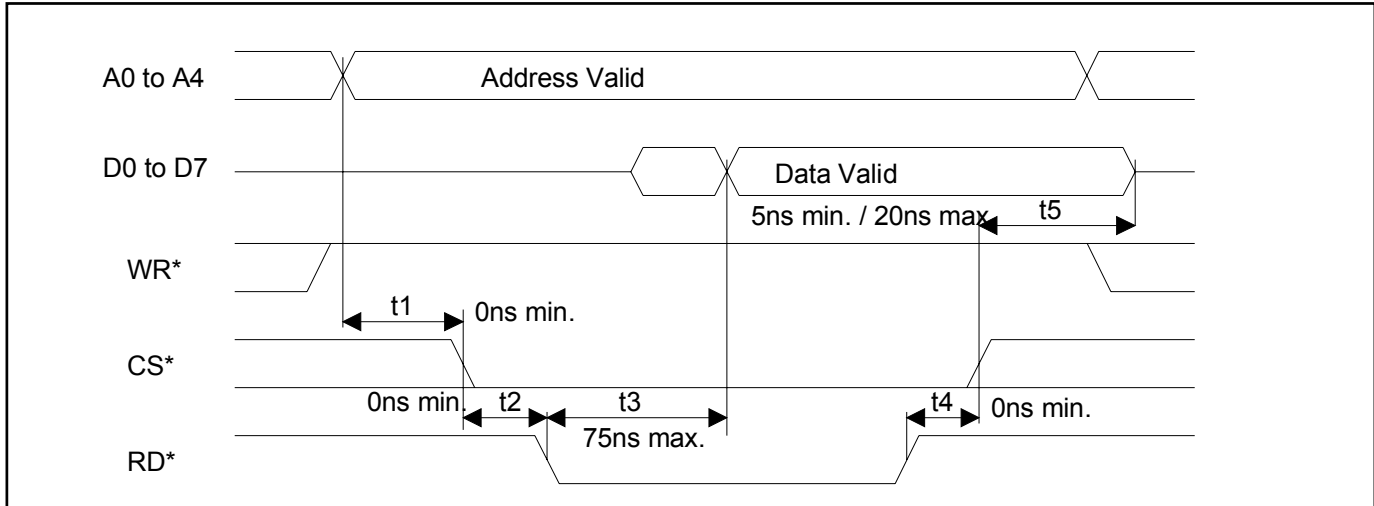 A0 to A4
Address Valid
D0 to D7
Data Valid
5ns min. / 20ns max.
t5
WR*
t1
0ns min.
CS*
0ns min.
t2
t3
t4
0ns min.
75ns max.
RD*